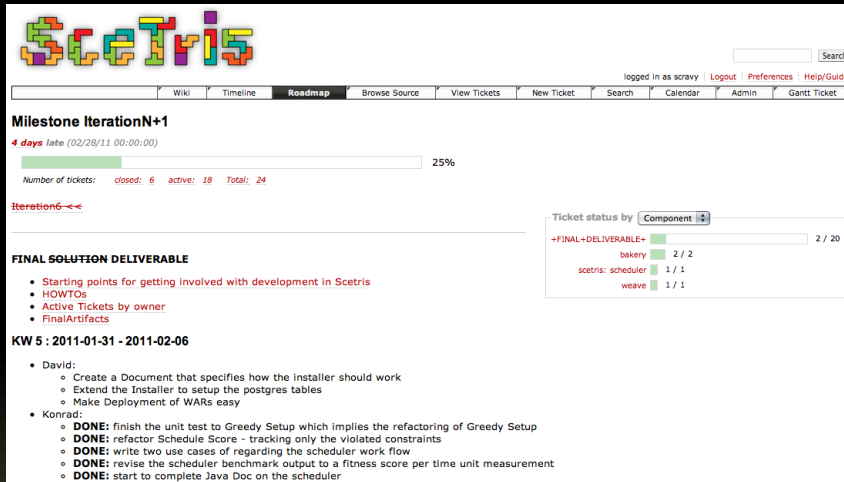 SceTris
Search
logged in as scravy | Logout | Preferences | Help/Guide
Wiki Timeline Roadmap Browse Source View Tickets New Ticket Search Calendar Admin Gantt Ticket
Milestone IterationN+1
4 days late (02/28/11 00:00:00)
25%
Number of tickets: closed: 6 active: 18 Total: 24
Iteration6 <<
Ticket status by Component
+FINAL+DELIVERABLE+ 2 / 20
bakery 2 / 2
scetris: scheduler 1 / 1
weave 1 / 1
FINAL SOLUTION DELIVERABLE
Starting points for getting involved with development in Scetris
HOWTOs
Active Tickets by owner
FinalArtifacts
KW 5 : 2011-01-31 - 2011-02-06
David:
Create a Document that specifies how the installer should work
Extend the Installer to setup the postgres tables
Make Deployment of WARs easy
Konrad:
DONE: finish the unit test to Greedy Setup which implies the refactoring of Greedy Setup
DONE: refactor Schedule Score - tracking only the violated constraints
DONE: write two use cases of regarding the scheduler work flow
DONE: revise the scheduler benchmark output to a fitness score per time unit measurement
DONE: start to complete Java Doc on the scheduler